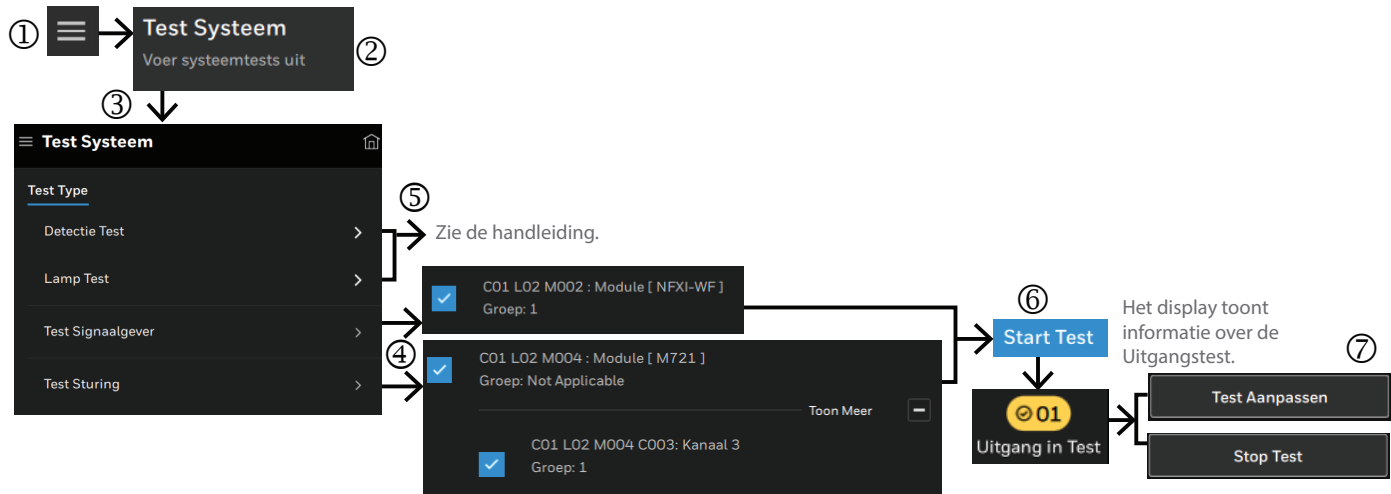 ①
Test Systeem
Voer systeemtests uit
②
③
Test Systeem
Test Type
Detectie Test
Lamp Test
Test Signaalgever
Test Sturing
⑤
Zie de handleiding.
④
C01 L02 M002 : Module [ NFXI-WF ]
Groep: 1
C01 L02 M004 : Module [ M721 ]
Groep: Not Applicable
Toon Meer
C01 L02 M004 C003: Kanaal 3
Groep: 1
⑥
Start Test
01
Uitgang in Test
Het display toont
informatie over de
Uitgangstest.
⑦
Test Aanpassen
Stop Test